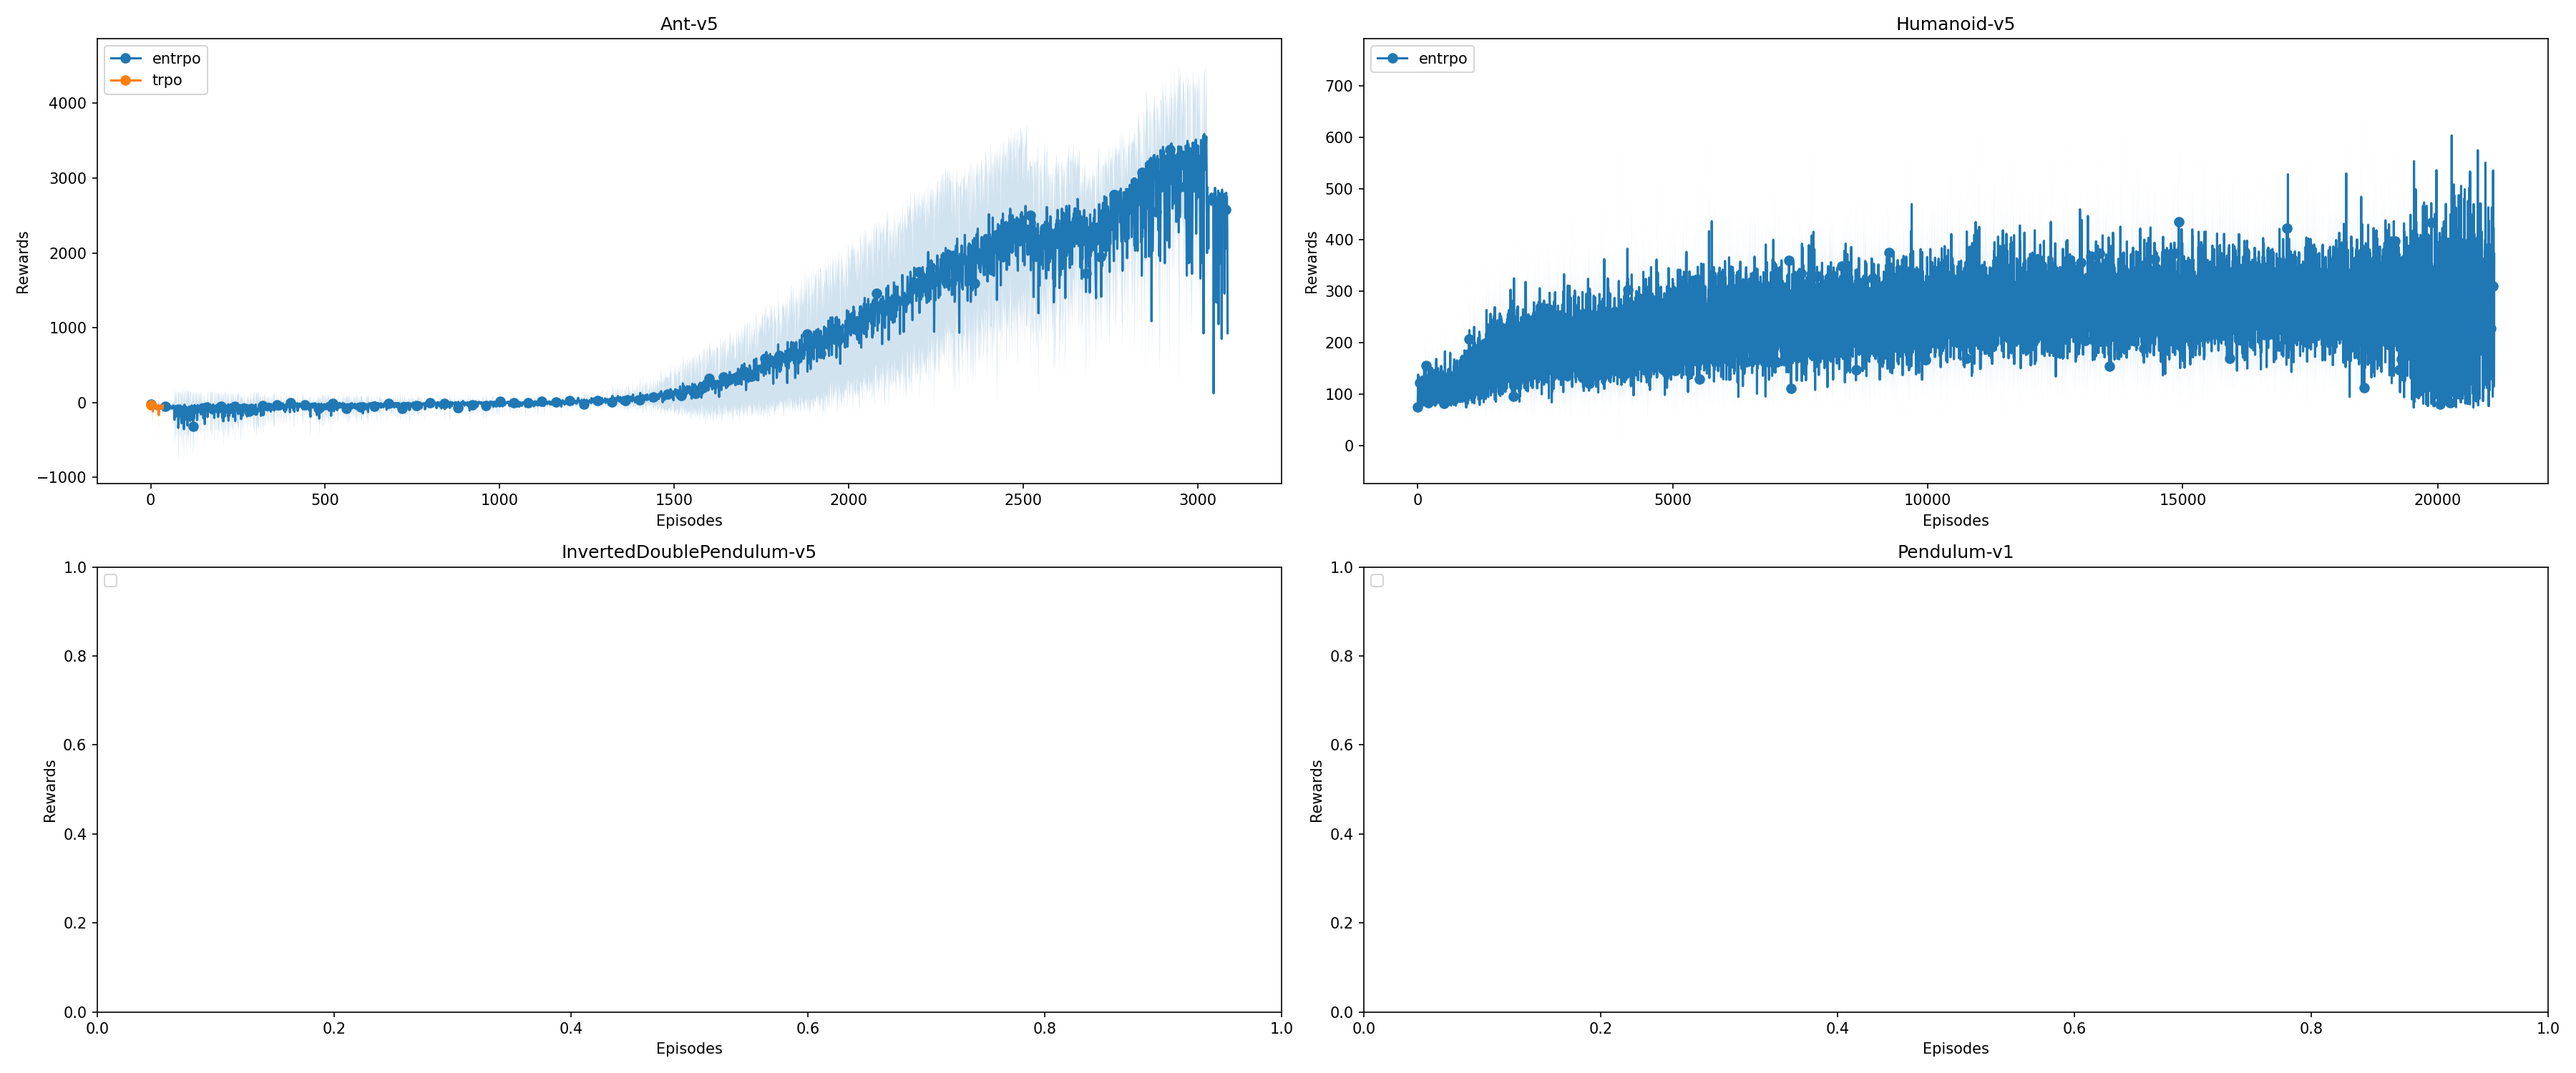 Ant-v5
entrpo
trpo
4000
3000
2000
1000
0
−1000
Rewards
0 500 1000 1500 2000 2500 3000
Episodes
Humanoid-v5
entrpo
700
600
500
400
300
200
100
0
Rewards
0 5000 10000 15000 20000
Episodes
InvertedDoublePendulum-v5
1.0
0.8
0.6
0.4
0.2
0.0
Rewards
0.0 0.2 0.4 0.6 0.8 1.0
Episodes
Pendulum-v1
1.0
0.8
0.6
0.4
0.2
0.0
Rewards
0.0 0.2 0.4 0.6 0.8 1.0
Episodes